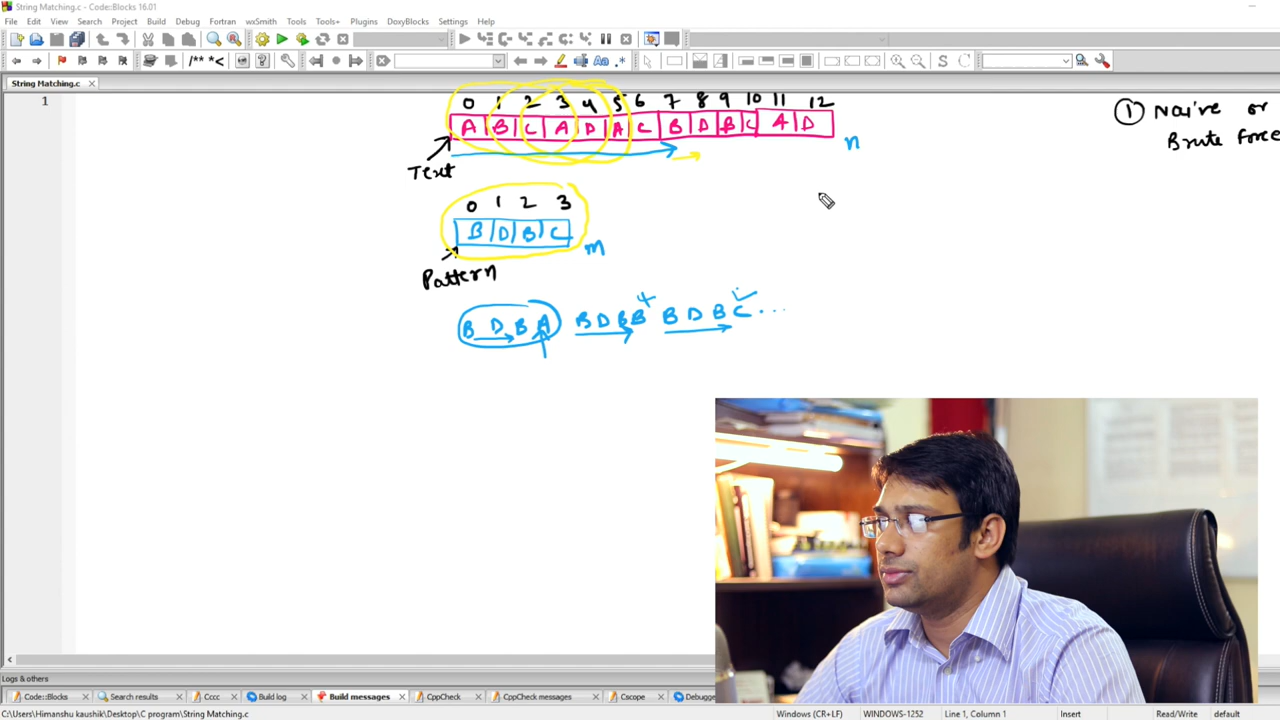 String Matching.c - Code::Blocks 16.01
File Edit View Search Project Build Debug Fortran wxSmith Tools Tools+ Plugins DoxyBlocks Settings Help
/** *<
Aa .* S C
String Matching.c
1
0 1 2 3 4 5 6 7 8 9 10 11 12
A B C A D A C B D B C A D
n
Text
① Naive or
Brute Force
0 1 2 3
B D B C
m
Pattern
B D B A B D B B B D B C ...
Logs & others
Code::Blocks Search results Cccc Build log Build messages CppCheck CppCheck messages Cscope Debugge
C:\Users\Himanshu kaushik\Desktop\C program\String Matching.c Windows (CR+LF) WINDOWS-1252 Line 1, Column 1 Insert Read/Write default